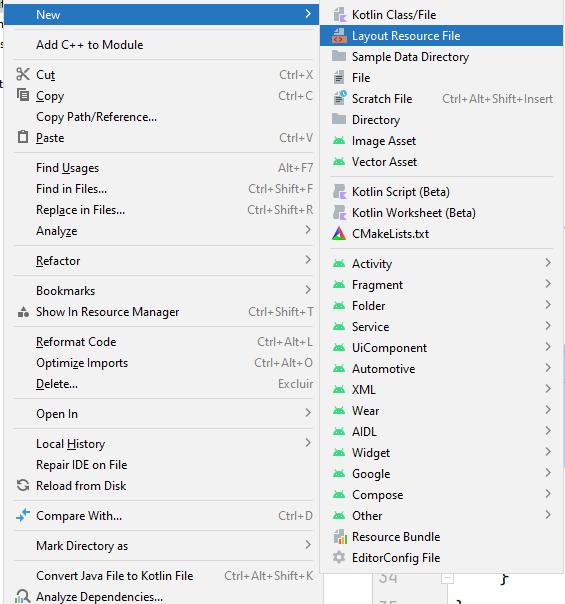 New
Add C++ to Module
Cut Ctrl+X
Copy Ctrl+C
Copy Path/Reference...
Paste Ctrl+V
Find Usages Alt+F7
Find in Files... Ctrl+Shift+F
Replace in Files... Ctrl+Shift+R
Analyze
Refactor
Bookmarks
Show In Resource Manager Ctrl+Shift+T
Reformat Code Ctrl+Alt+L
Optimize Imports Ctrl+Alt+O
Delete... Excluir
Open In
Local History
Repair IDE on File
Reload from Disk
Compare With... Ctrl+D
Mark Directory as
Convert Java File to Kotlin File Ctrl+Alt+Shift+K
Analyze Dependencies...
Kotlin Class/File
Layout Resource File
Sample Data Directory
File
Scratch File Ctrl+Alt+Shift+Insert
Directory
Image Asset
Vector Asset
Kotlin Script (Beta)
Kotlin Worksheet (Beta)
CMakeLists.txt
Activity
Fragment
Folder
Service
UiComponent
Automotive
XML
Wear
AIDL
Widget
Google
Compose
Other
Resource Bundle
EditorConfig File
34 }